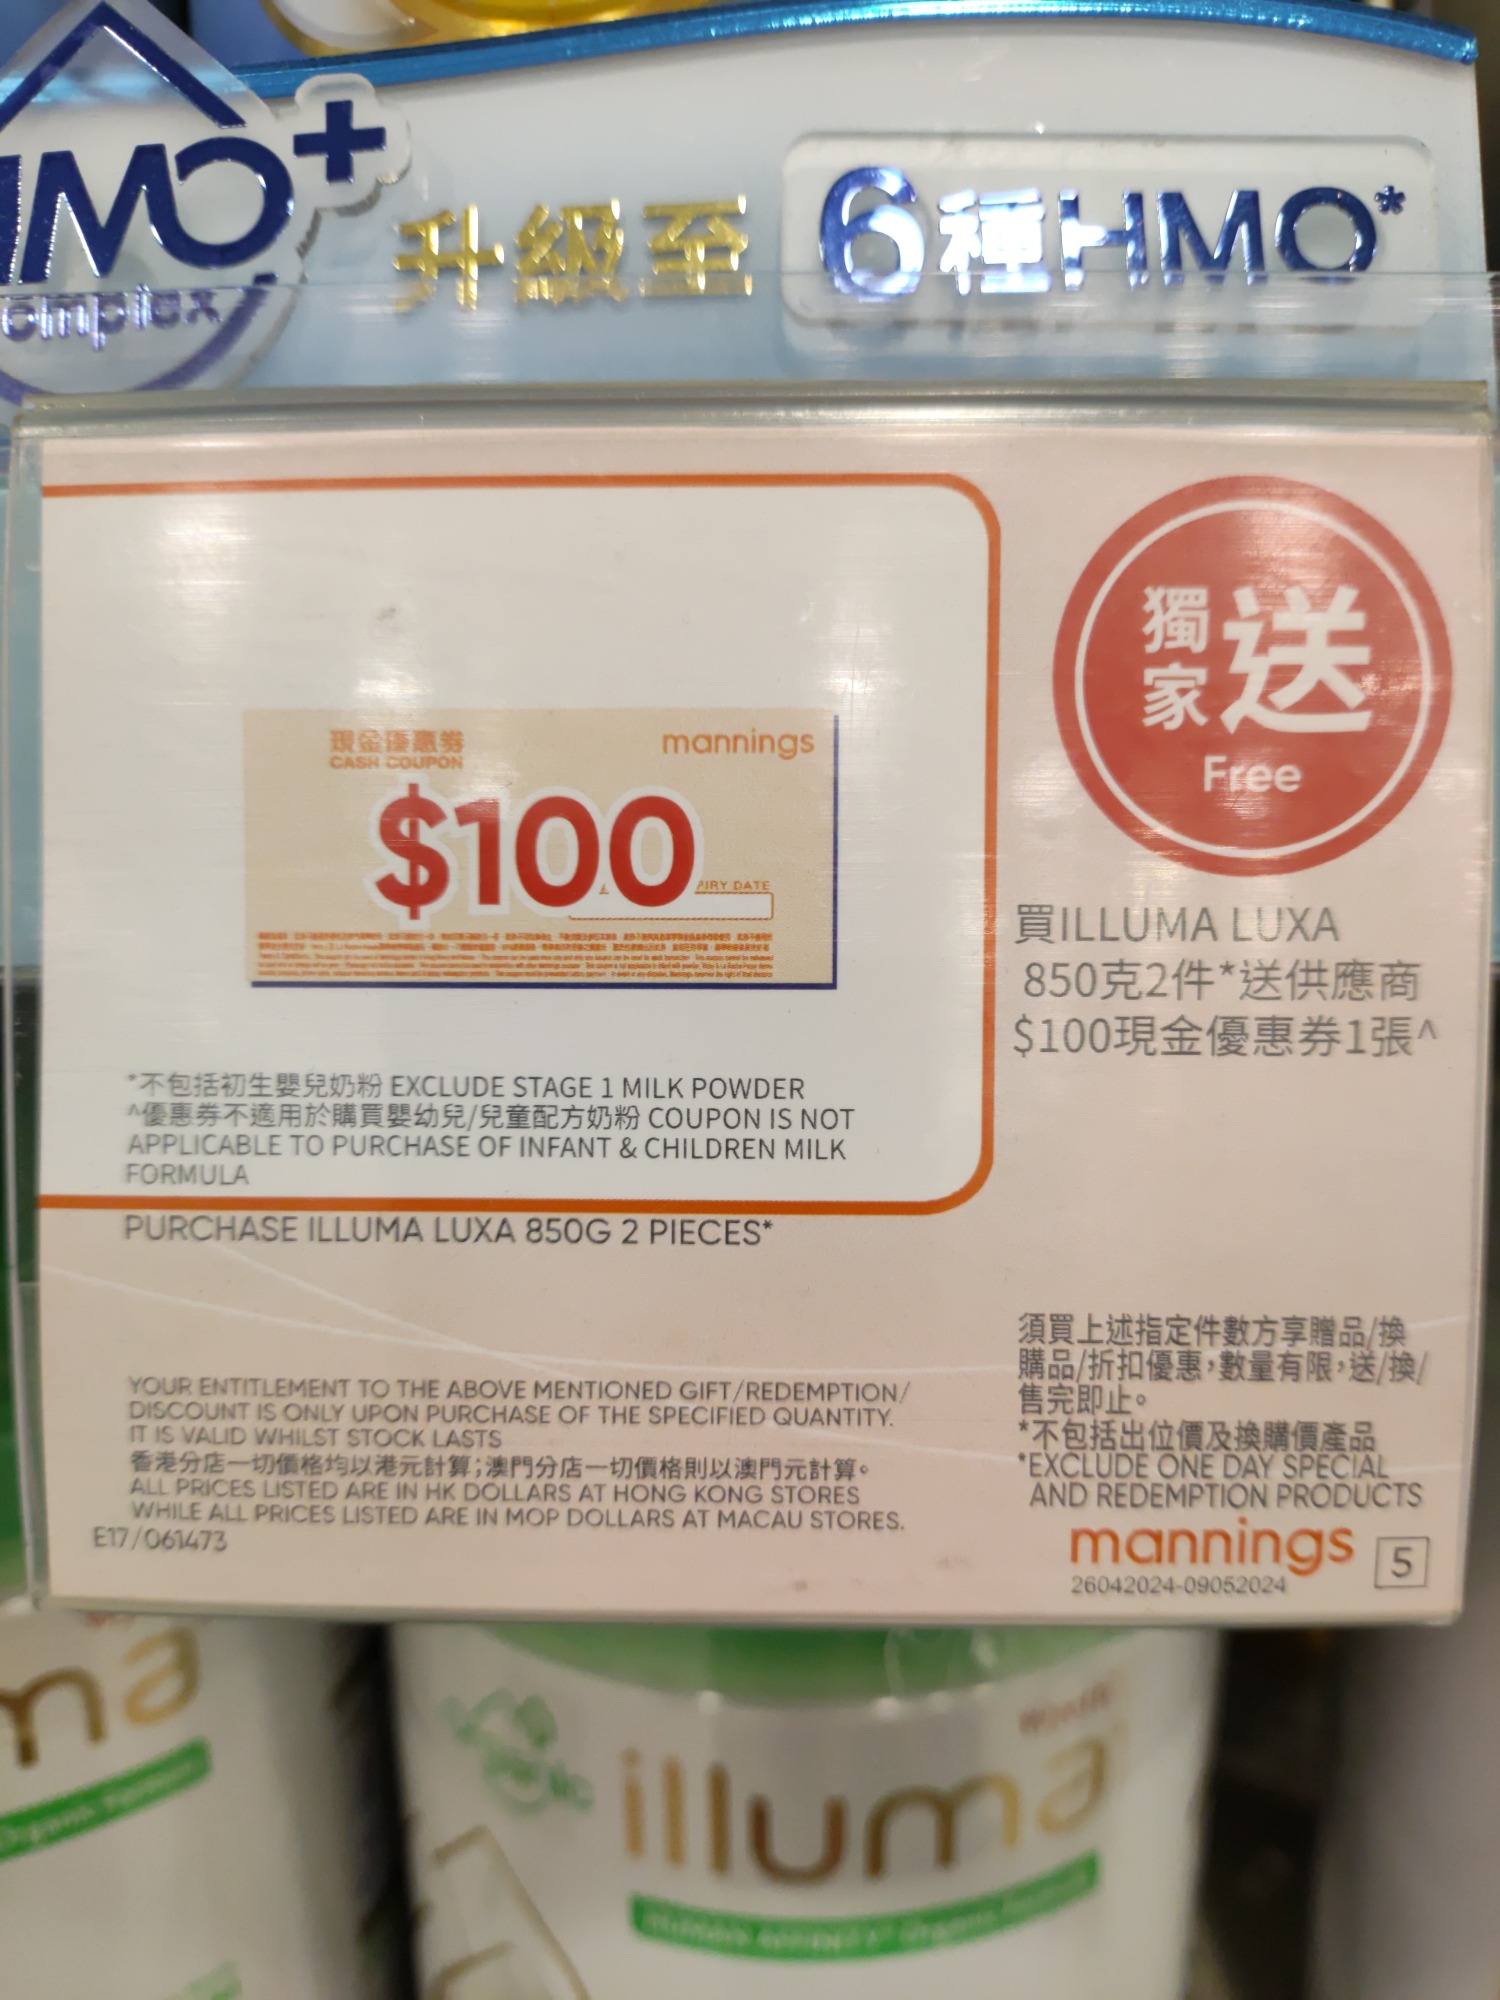 MO+
omplex
升級至 6種HMO*
獨家送
Free
現金優惠券
CASH COUPON
mannings
$100
PIRY DATE
買ILLUMA LUXA
850克2件*送供應商
$100現金優惠券1張^
*不包括初生嬰兒奶粉 EXCLUDE STAGE 1 MILK POWDER
^優惠券不適用於購買嬰幼兒/兒童配方奶粉 COUPON IS NOT
APPLICABLE TO PURCHASE OF INFANT & CHILDREN MILK
FORMULA
PURCHASE ILLUMA LUXA 850G 2 PIECES*
YOUR ENTITLEMENT TO THE ABOVE MENTIONED GIFT/REDEMPTION/
DISCOUNT IS ONLY UPON PURCHASE OF THE SPECIFIED QUANTITY.
IT IS VALID WHILST STOCK LASTS
香港分店一切價格均以港元計算;澳門分店一切價格則以澳門元計算。
ALL PRICES LISTED ARE IN HK DOLLARS AT HONG KONG STORES
WHILE ALL PRICES LISTED ARE IN MOP DOLLARS AT MACAU STORES.
E17/061473
須買上述指定件數方享贈品/換
購品/折扣優惠,數量有限,送/換/
售完即止。
*不包括出位價及換購價產品
*EXCLUDE ONE DAY SPECIAL
AND REDEMPTION PRODUCTS
mannings 5
26042024-09052024
ma
illuma